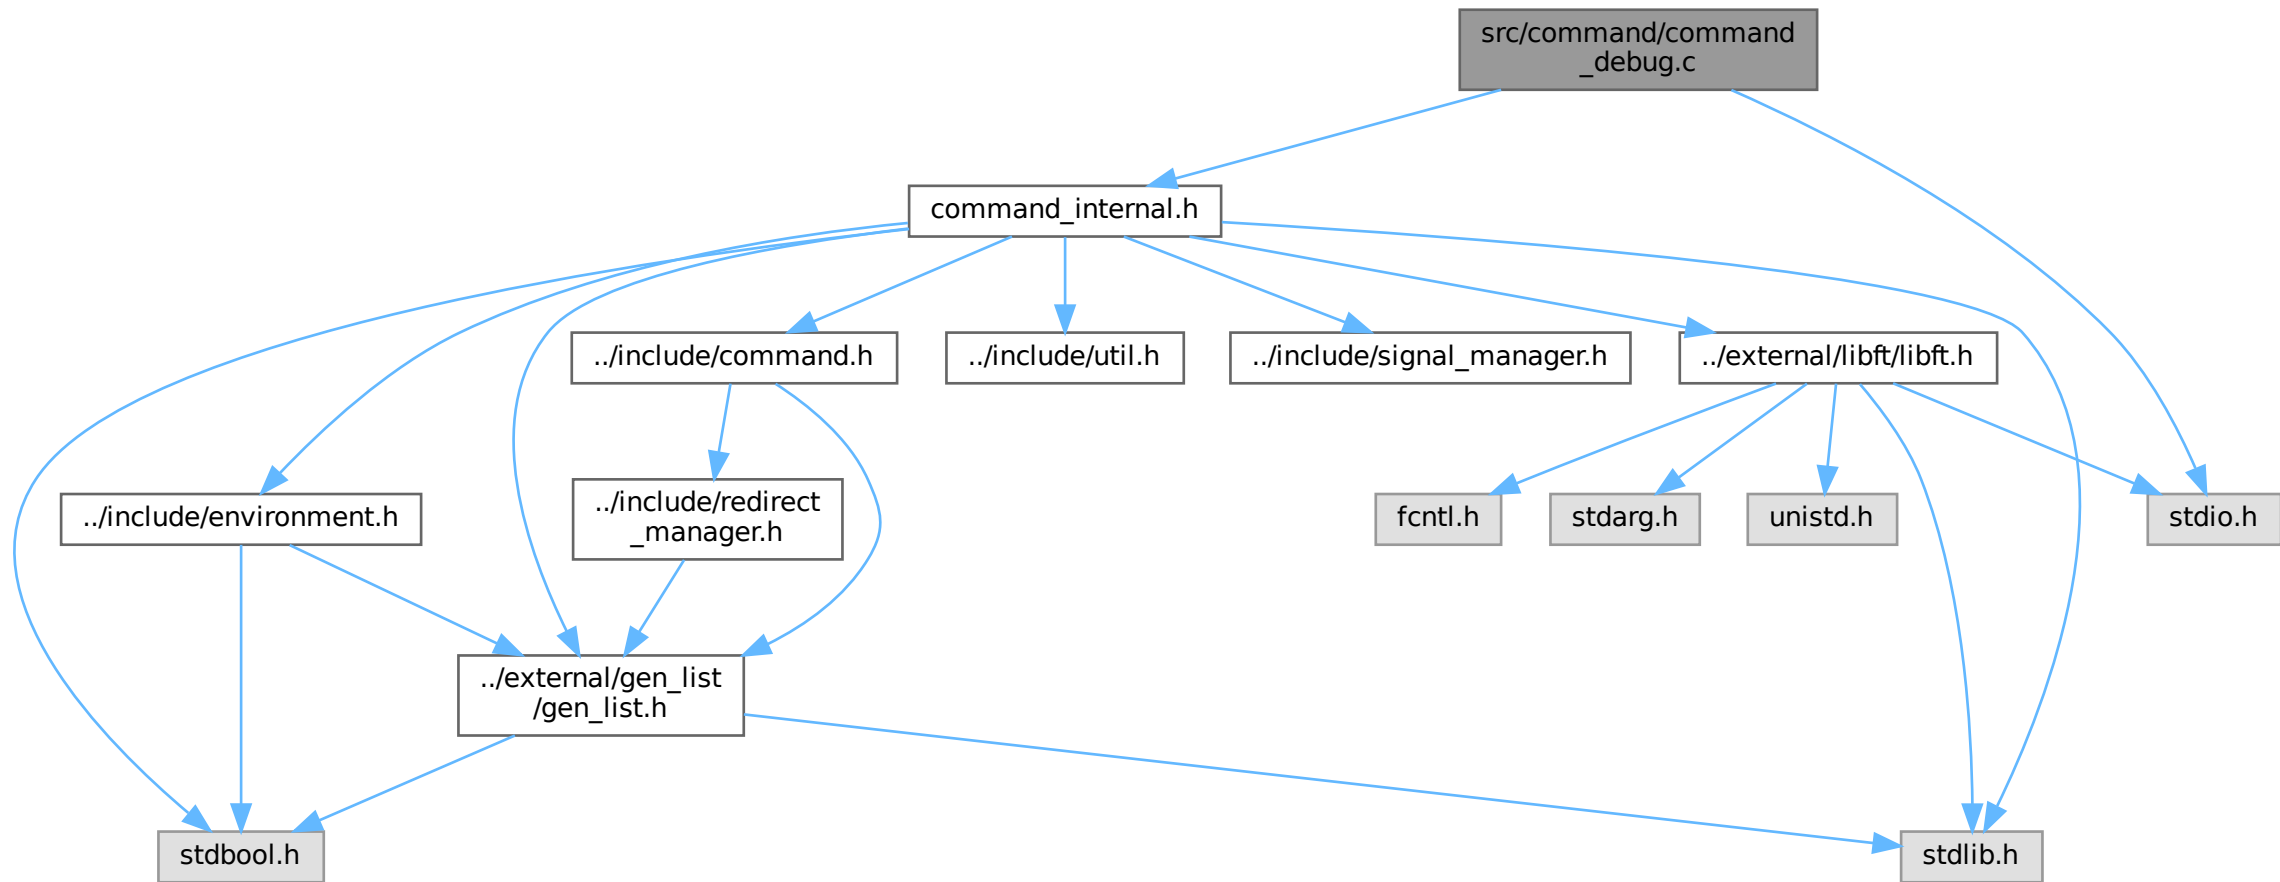 src/command/command
_debug.c
command_internal.h
../include/command.h
../include/util.h
../include/signal_manager.h
../external/libft/libft.h
../include/environment.h
../include/redirect
_manager.h
fcntl.h
stdarg.h
unistd.h
stdio.h
../external/gen_list
/gen_list.h
stdbool.h
stdlib.h